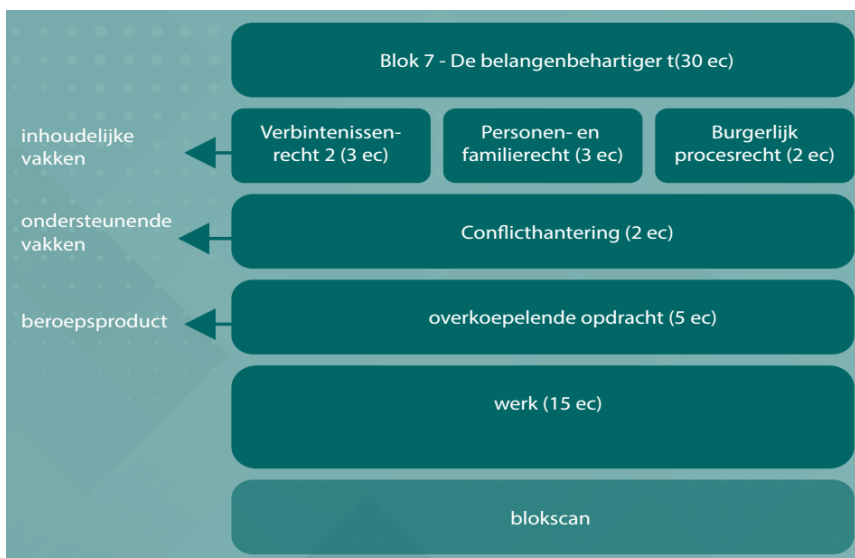 Blok 7 - De belangenbehartiger t(30 ec)
inhoudelijke
vakken
Verbintenissen-
recht 2 (3 ec)
Personen- en
familierecht (3 ec)
Burgerlijk
procesrecht (2 ec)
ondersteunende
vakken
Conflicthantering (2 ec)
beroepsproduct
overkoepelende opdracht (5 ec)
werk (15 ec)
blokscan